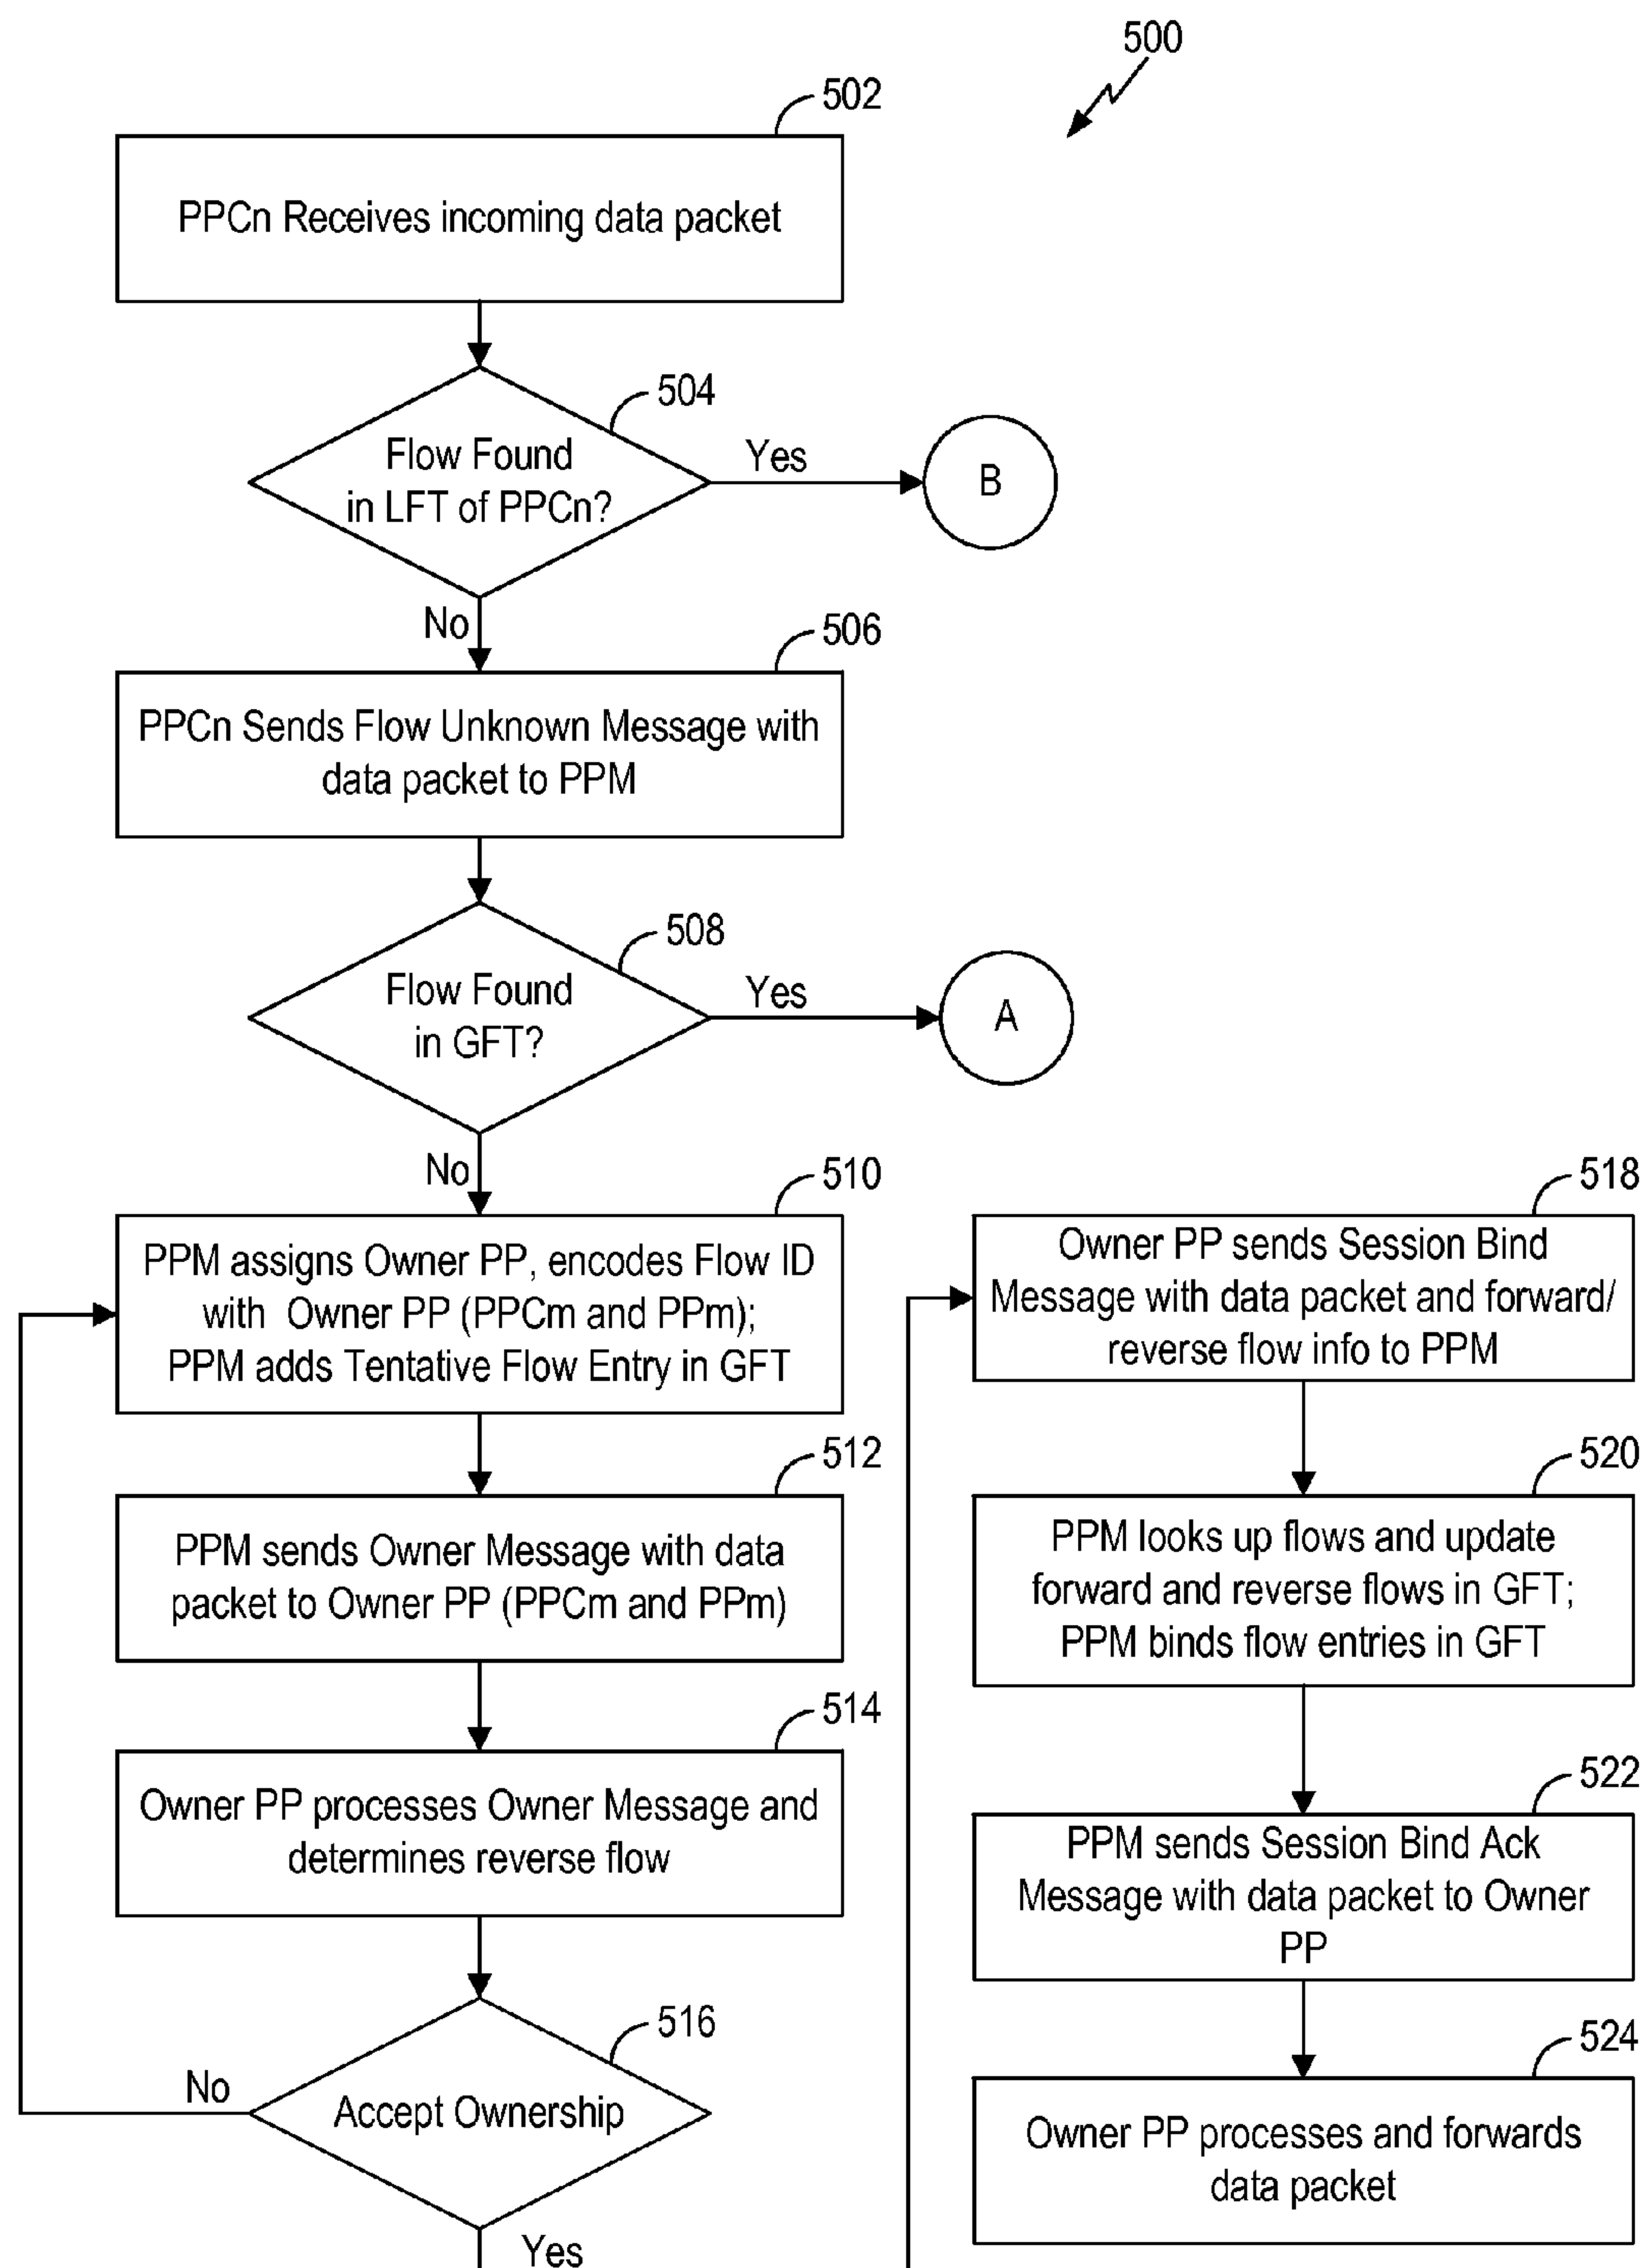 500
502
PPCn Receives incoming data packet
504
Flow Found
in LFT of PPCn?
Yes
B
No
506
PPCn Sends Flow Unknown Message with
data packet to PPM
508
Flow Found
in GFT?
Yes
A
No
510
PPM assigns Owner PP, encodes Flow ID
with Owner PP (PPCm and PPm);
PPM adds Tentative Flow Entry in GFT
512
PPM sends Owner Message with data
packet to Owner PP (PPCm and PPm)
514
Owner PP processes Owner Message and
determines reverse flow
516
Accept Ownership
No
Yes
518
Owner PP sends Session Bind
Message with data packet and forward/
reverse flow info to PPM
520
PPM looks up flows and update
forward and reverse flows in GFT;
PPM binds flow entries in GFT
522
PPM sends Session Bind Ack
Message with data packet to Owner
PP
524
Owner PP processes and forwards
data packet